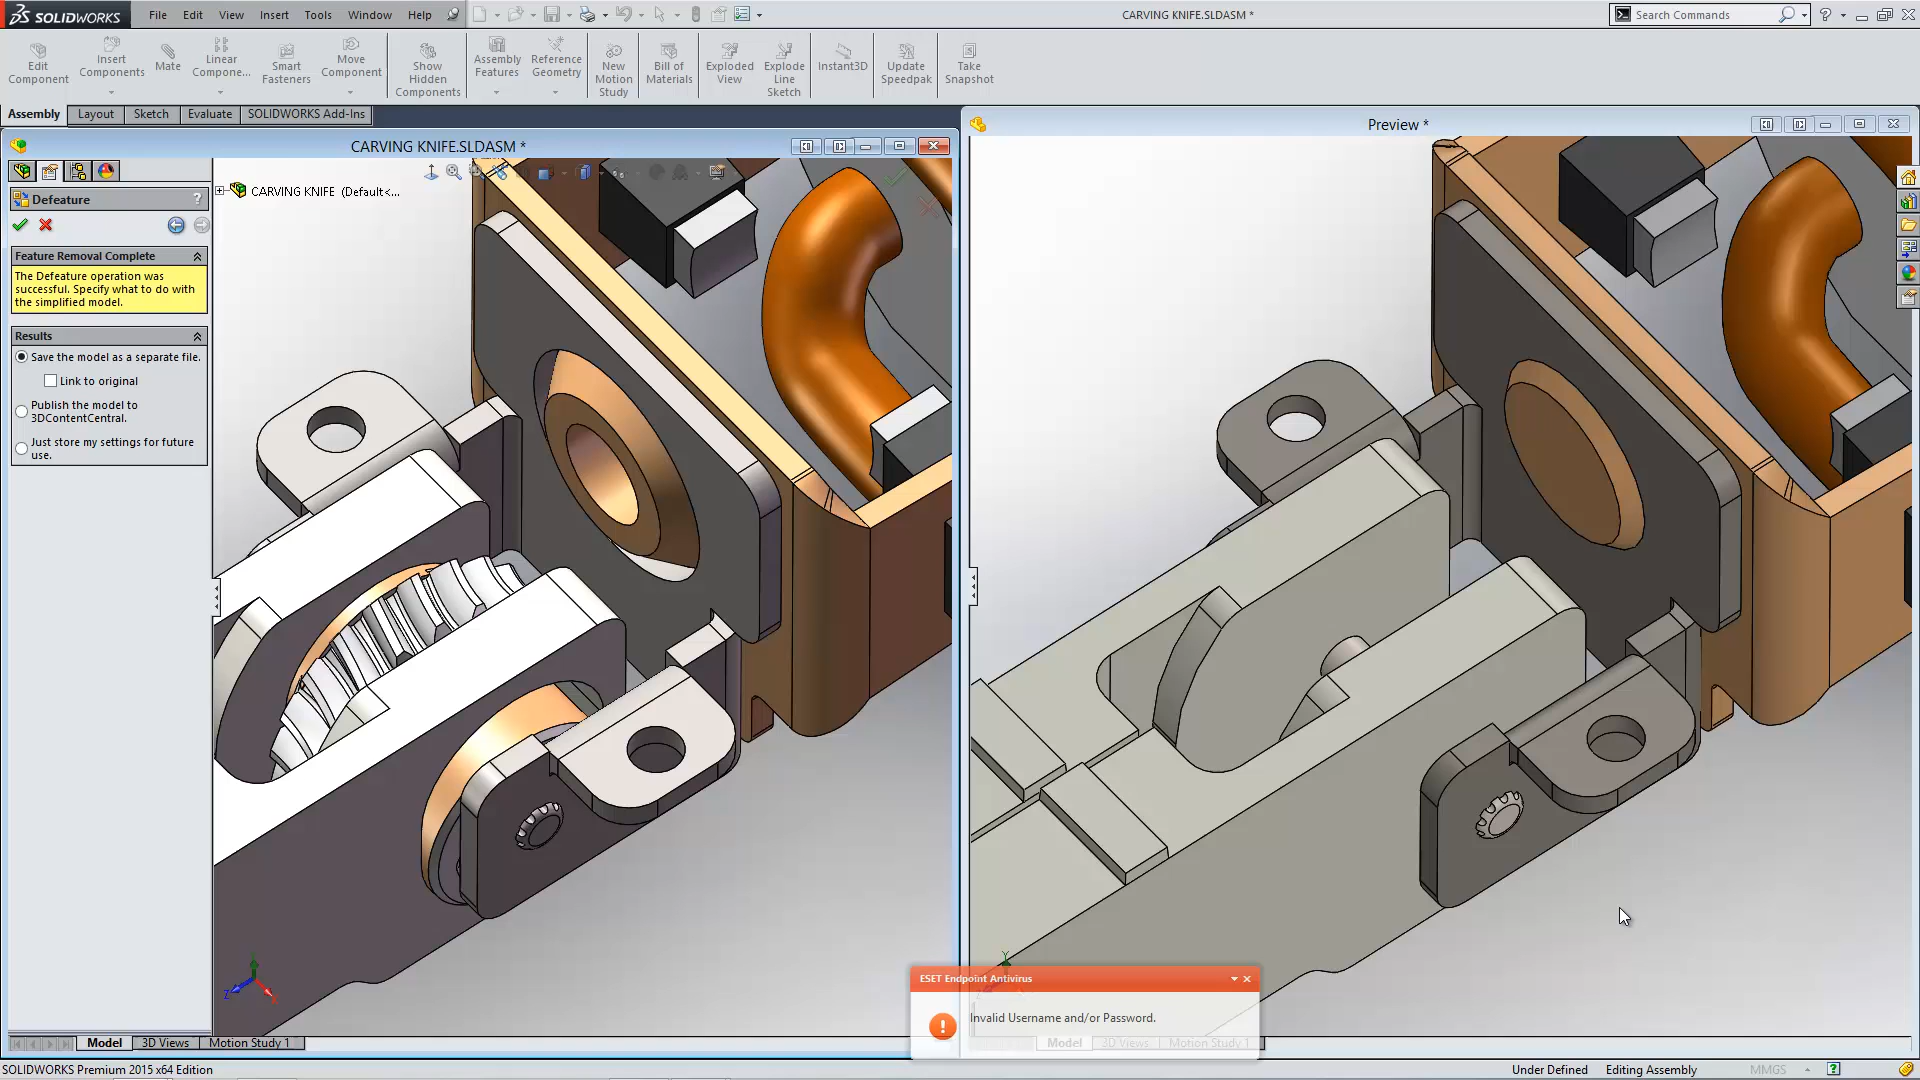 SOLIDWORKS
File Edit View Insert Tools Window Help
CARVING KNIFE.SLDASM *
Search Commands
Edit Component
Insert Components
Mate
Linear Compone...
Smart Fasteners
Move Component
Show Hidden Components
Assembly Features
Reference Geometry
New Motion Study
Bill of Materials
Exploded View
Explode Line Sketch
Instant3D
Update Speedpak
Take Snapshot
Assembly Layout Sketch Evaluate SOLIDWORKS Add-Ins
CARVING KNIFE.SLDASM *
Preview *
CARVING KNIFE (Default<...
Defeature ?
Feature Removal Complete
The Defeature operation was
successful. Specify what to do with
the simplified model.
Results
Save the model as a separate file.
Link to original
Publish the model to
3DContentCentral.
Just store my settings for future
use.
Z
X
Y
ESET Endpoint Antivirus
Invalid Username and/or Password.
Model 3D Views Motion Study 1
Model 3D Views Motion Study 1
SOLIDWORKS Premium 2015 x64 Edition
Under Defined Editing Assembly MMGS